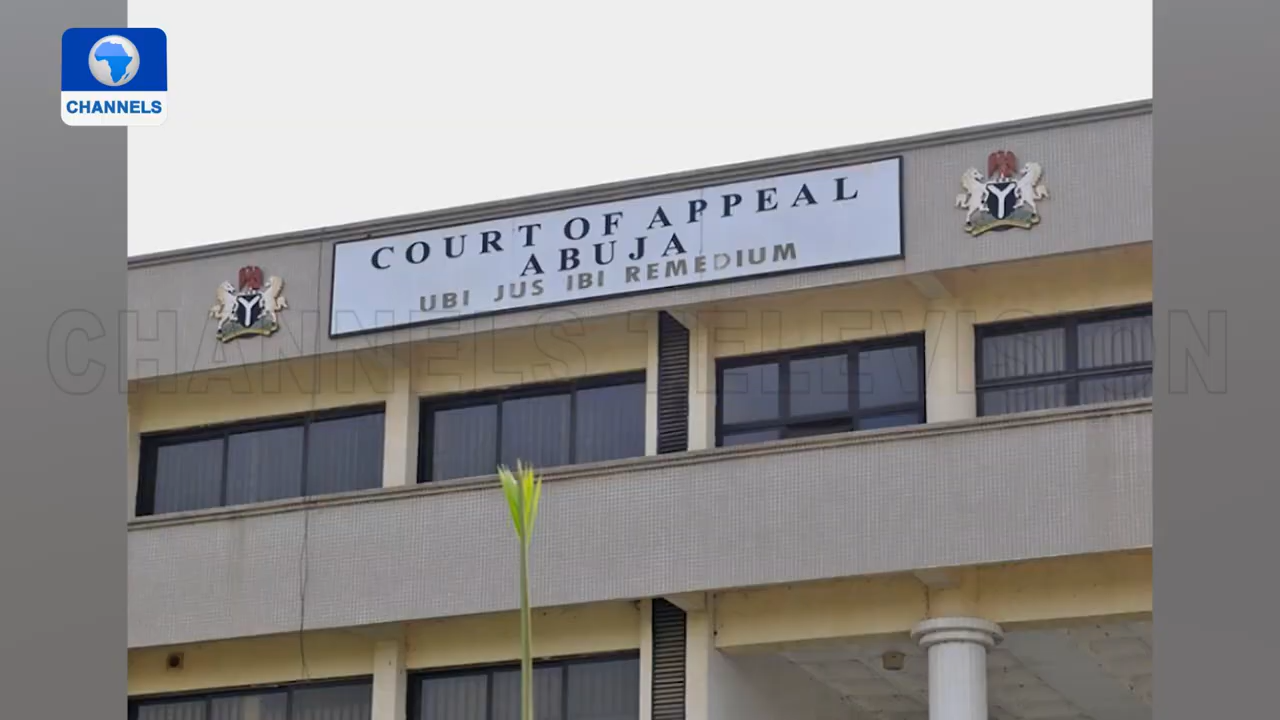 CHANNELS
COURT OF APPEAL
ABUJA
UBI JUS IBI REMEDIUM
CHANNELS TELEVISION